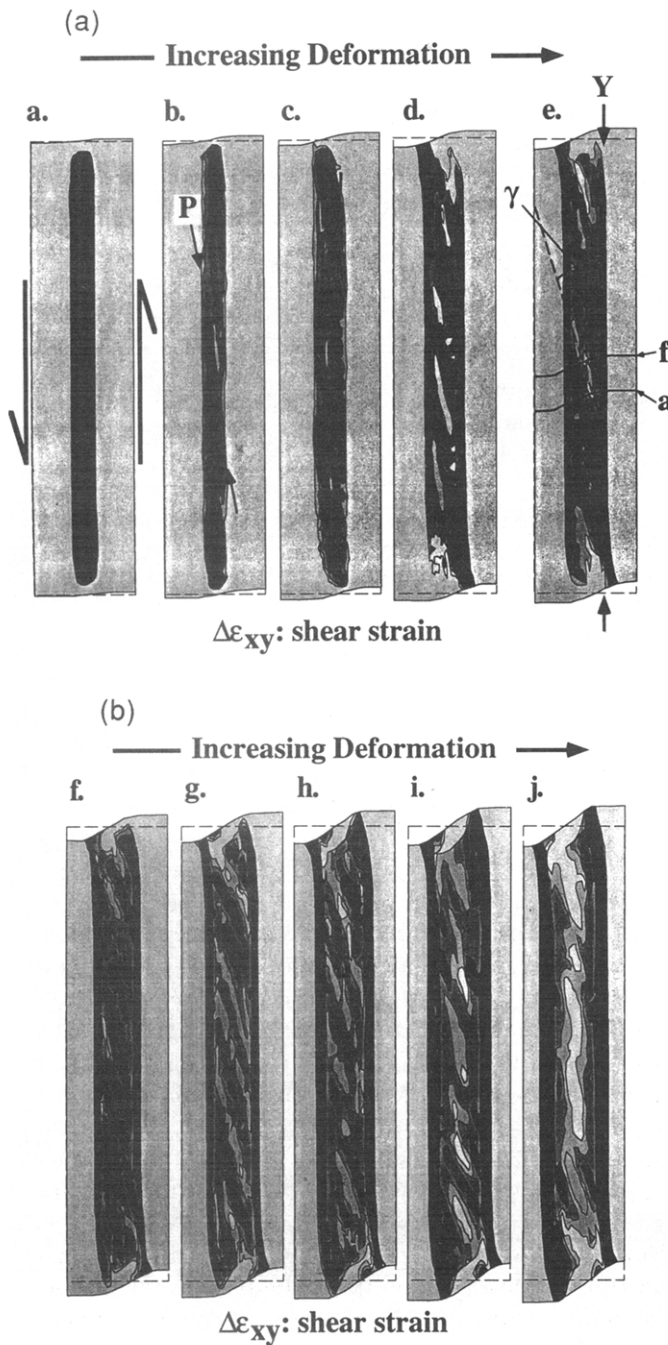 (a)
Increasing Deformation
a. b. c. d. e. Y
P
γ
f
a
Δεxy: shear strain
(b)
Increasing Deformation
f. g. h. i. j.
Δεxy: shear strain